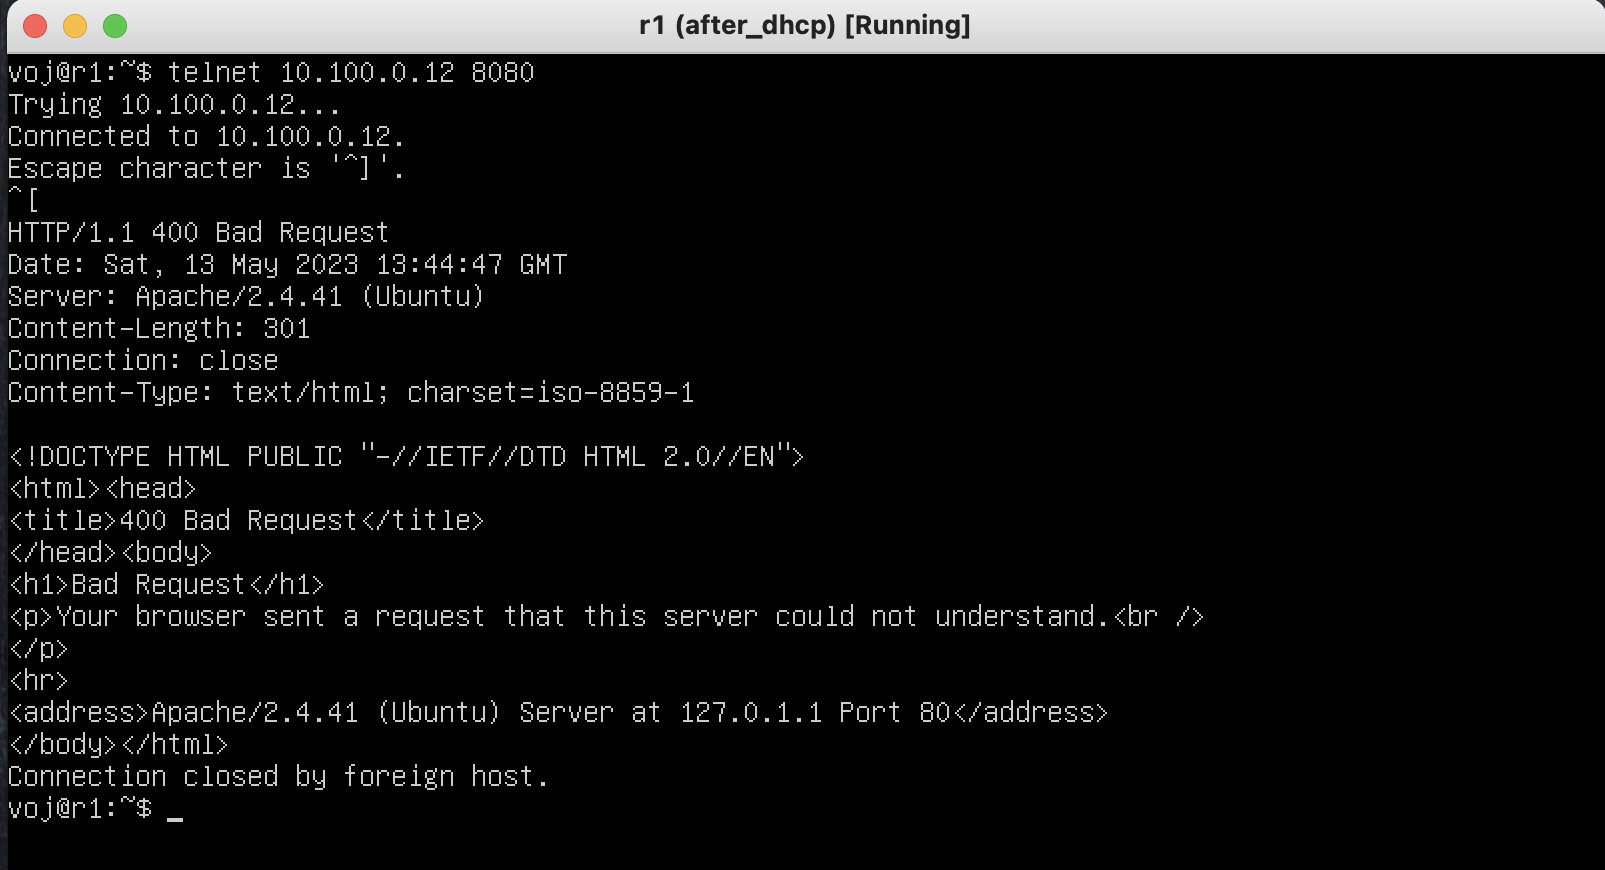 r1 (after_dhcp) [Running]
voj@r1:~$ telnet 10.100.0.12 8080
Trying 10.100.0.12...
Connected to 10.100.0.12.
Escape character is '^]'.
^[
HTTP/1.1 400 Bad Request
Date: Sat, 13 May 2023 13:44:47 GMT
Server: Apache/2.4.41 (Ubuntu)
Content-Length: 301
Connection: close
Content-Type: text/html; charset=iso-8859-1

<!DOCTYPE HTML PUBLIC "-//IETF//DTD HTML 2.0//EN">
<html><head>
<title>400 Bad Request</title>
</head><body>
<h1>Bad Request</h1>
<p>Your browser sent a request that this server could not understand.<br />
</p>
<hr>
<address>Apache/2.4.41 (Ubuntu) Server at 127.0.1.1 Port 80</address>
</body></html>
Connection closed by foreign host.
voj@r1:~$ _